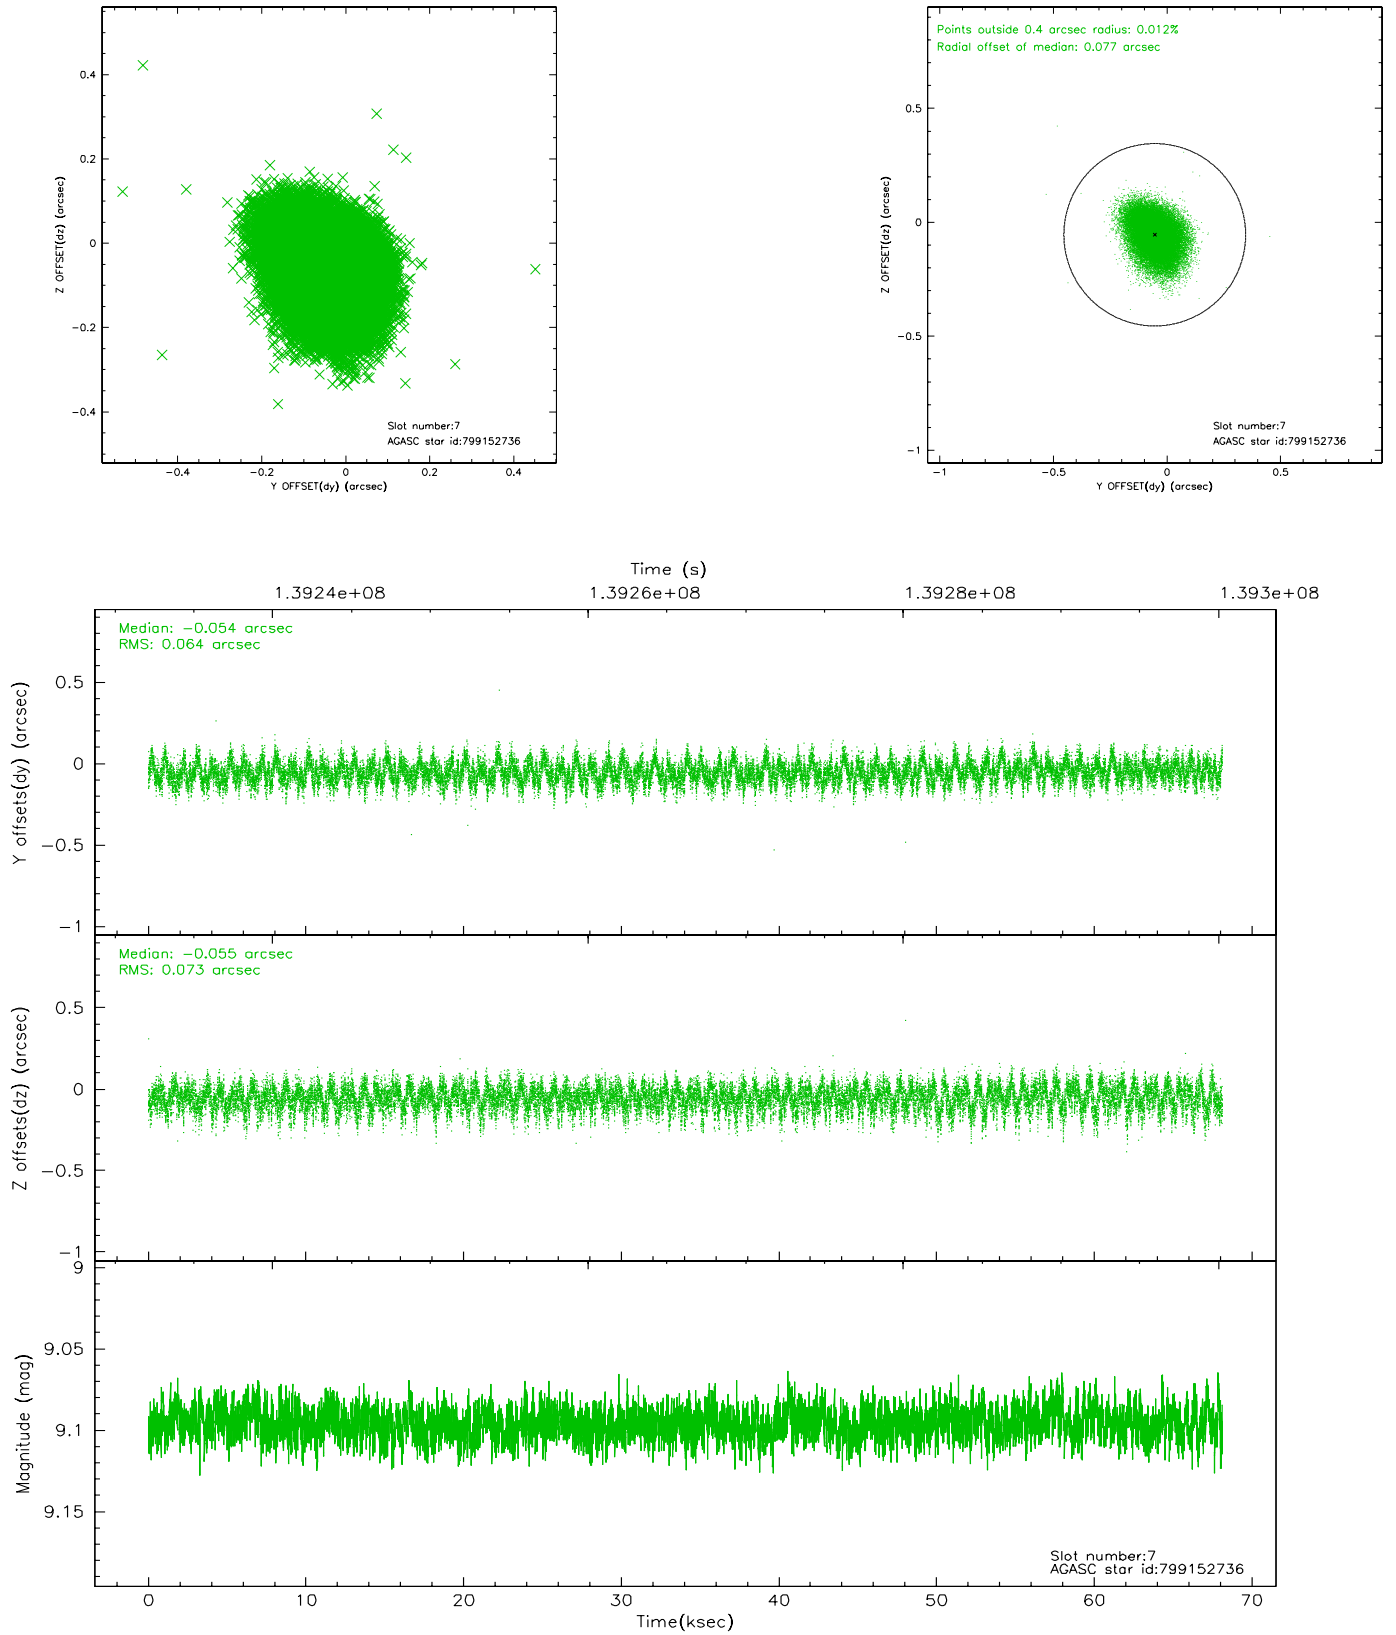 0.4
0.2
0
−0.2
−0.4
Z OFFSET(dz) (arcsec)
−0.4
−0.2
0
0.2
0.4
Y OFFSET(dy) (arcsec)
Slot number:7
AGASC star id:799152736
Points outside 0.4 arcsec radius: 0.012%
Radial offset of median: 0.077 arcsec
0.5
0
−0.5
−1
Z OFFSET(dz) (arcsec)
−1
−0.5
0
0.5
Y OFFSET(dy) (arcsec)
Slot number:7
AGASC star id:799152736
Time (s)
1.3924e+08
1.3926e+08
1.3928e+08
1.393e+08
Median: −0.054 arcsec
RMS: 0.064 arcsec
0.5
0
−0.5
−1
Y offsets(dy) (arcsec)
Median: −0.055 arcsec
RMS: 0.073 arcsec
0.5
0
−0.5
−1
Z offsets(dz) (arcsec)
9
9.05
9.1
9.15
Magnitude (mag)
Slot number:7
AGASC star id:799152736
0
10
20
30
40
50
60
70
Time(ksec)